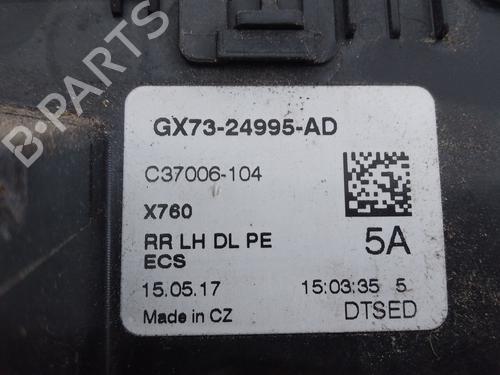 B-PARTS
GX73-24995-AD
C37006-104
X760
RR LH DL PE 5A
ECS
15.05.17 15:03:35 5
Made in CZ DTSED